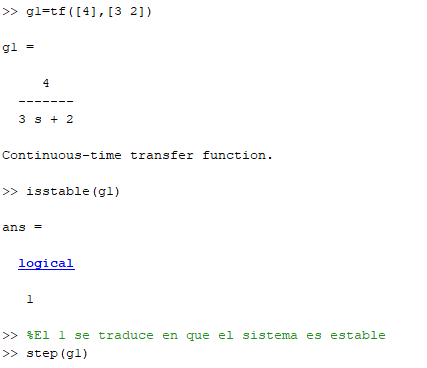 >> g1=tf([4],[3 2])
g1 =
4
-------
3 s + 2
Continuous-time transfer function.
>> isstable(g1)
ans =
logical
1
>> %El 1 se traduce en que el sistema es estable
>> step(g1)